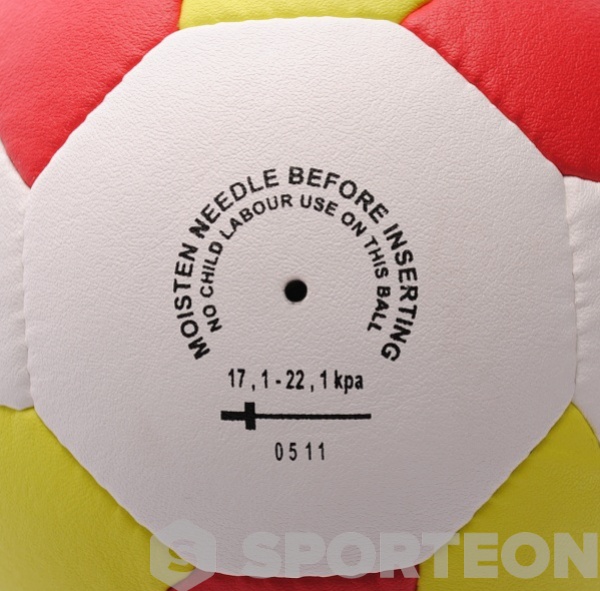 MOISTEN NEEDLE BEFORE INSERTING
NO CHILD LABOUR USE ON THIS BALL
17 , 1 - 22 , 1 kpa
0511
S SPORTEON